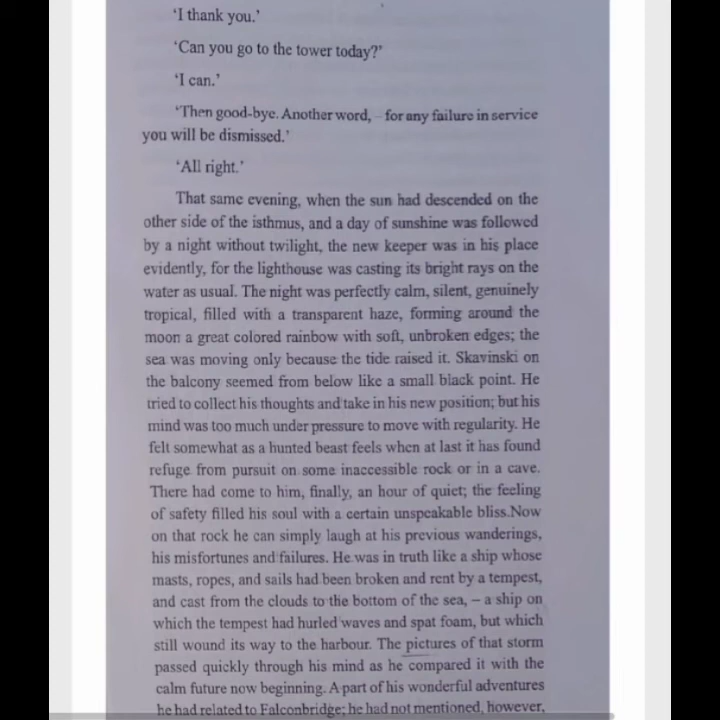 'I thank you.'
'Can you go to the tower today?'
'I can.'
'Then good-bye. Another word, – for any failure in service
you will be dismissed.'
'All right.'
That same evening, when the sun had descended on the
other side of the isthmus, and a day of sunshine was followed
by a night without twilight, the new keeper was in his place
evidently, for the lighthouse was casting its bright rays on the
water as usual. The night was perfectly calm, silent, genuinely
tropical, filled with a transparent haze, forming around the
moon a great colored rainbow with soft, unbroken edges; the
sea was moving only because the tide raised it. Skavinski on
the balcony seemed from below like a small black point. He
tried to collect his thoughts and take in his new position; but his
mind was too much under pressure to move with regularity. He
felt somewhat as a hunted beast feels when at last it has found
refuge from pursuit on some inaccessible rock or in a cave.
There had come to him, finally, an hour of quiet; the feeling
of safety filled his soul with a certain unspeakable bliss.Now
on that rock he can simply laugh at his previous wanderings,
his misfortunes and failures. He was in truth like a ship whose
masts, ropes, and sails had been broken and rent by a tempest,
and cast from the clouds to the bottom of the sea, – a ship on
which the tempest had hurled waves and spat foam, but which
still wound its way to the harbour. The pictures of that storm
passed quickly through his mind as he compared it with the
calm future now beginning. A part of his wonderful adventures
he had related to Falconbridge; he had not mentioned, however,